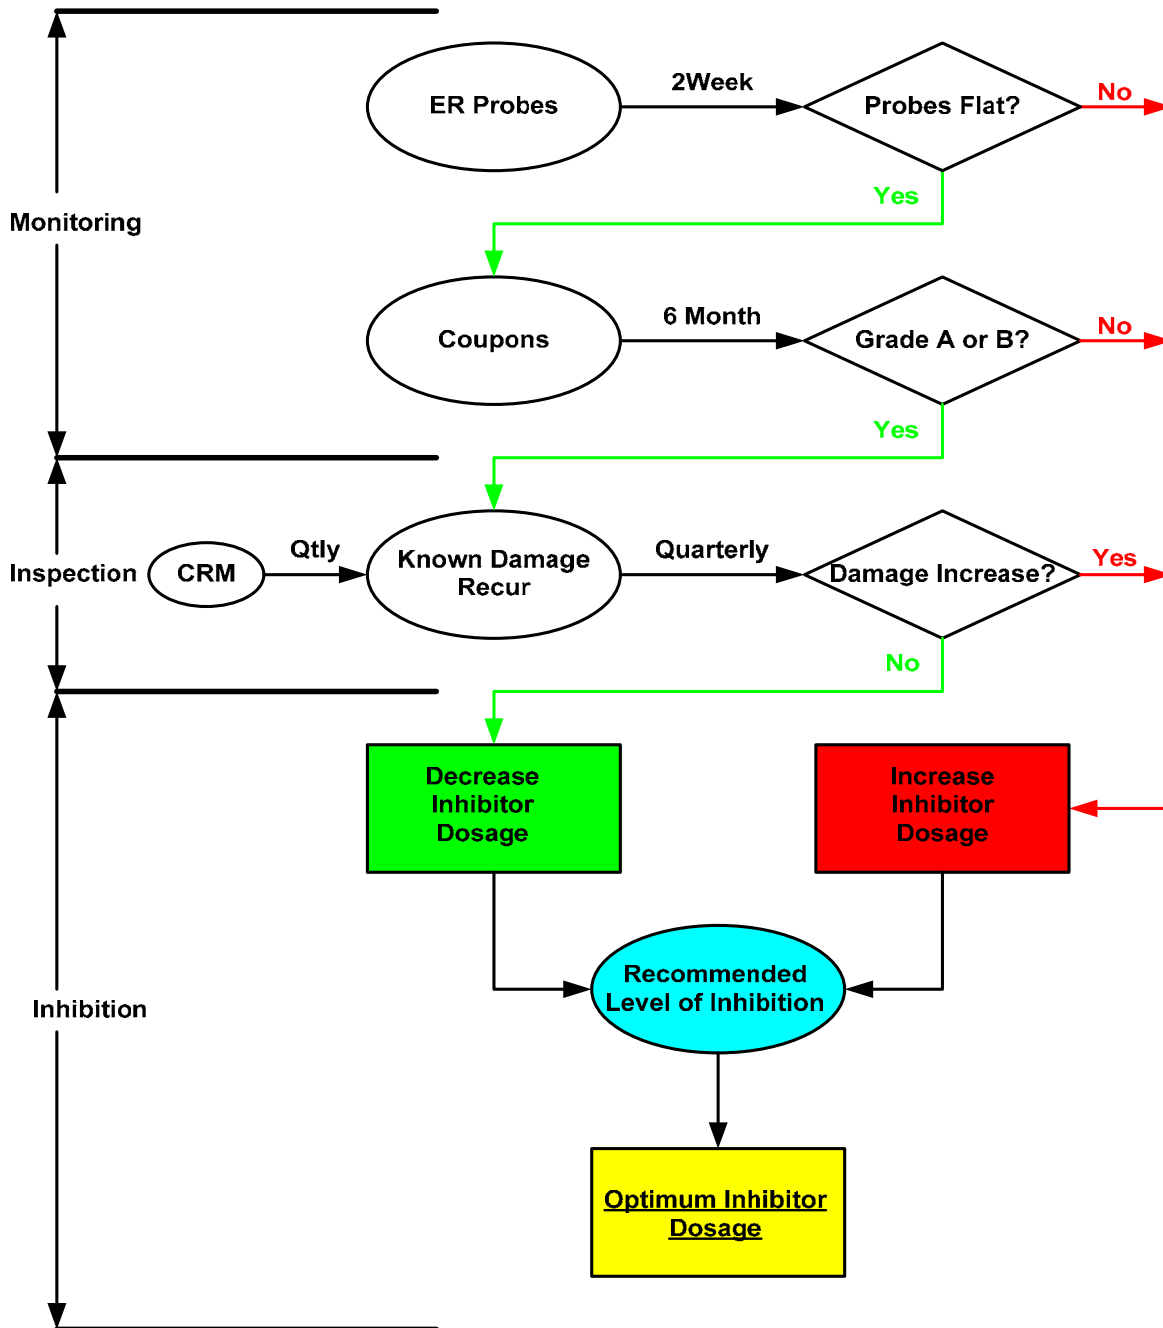 ER Probes
2Week
Probes Flat?
No
Yes
Monitoring
Coupons
6 Month
Grade A or B?
No
Yes
Inspection
CRM
Qtly
Known Damage
Recur
Quarterly
Damage Increase?
Yes
No
Decrease
Inhibitor
Dosage
Increase
Inhibitor
Dosage
Inhibition
Recommended
Level of Inhibition
Optimum Inhibitor
Dosage